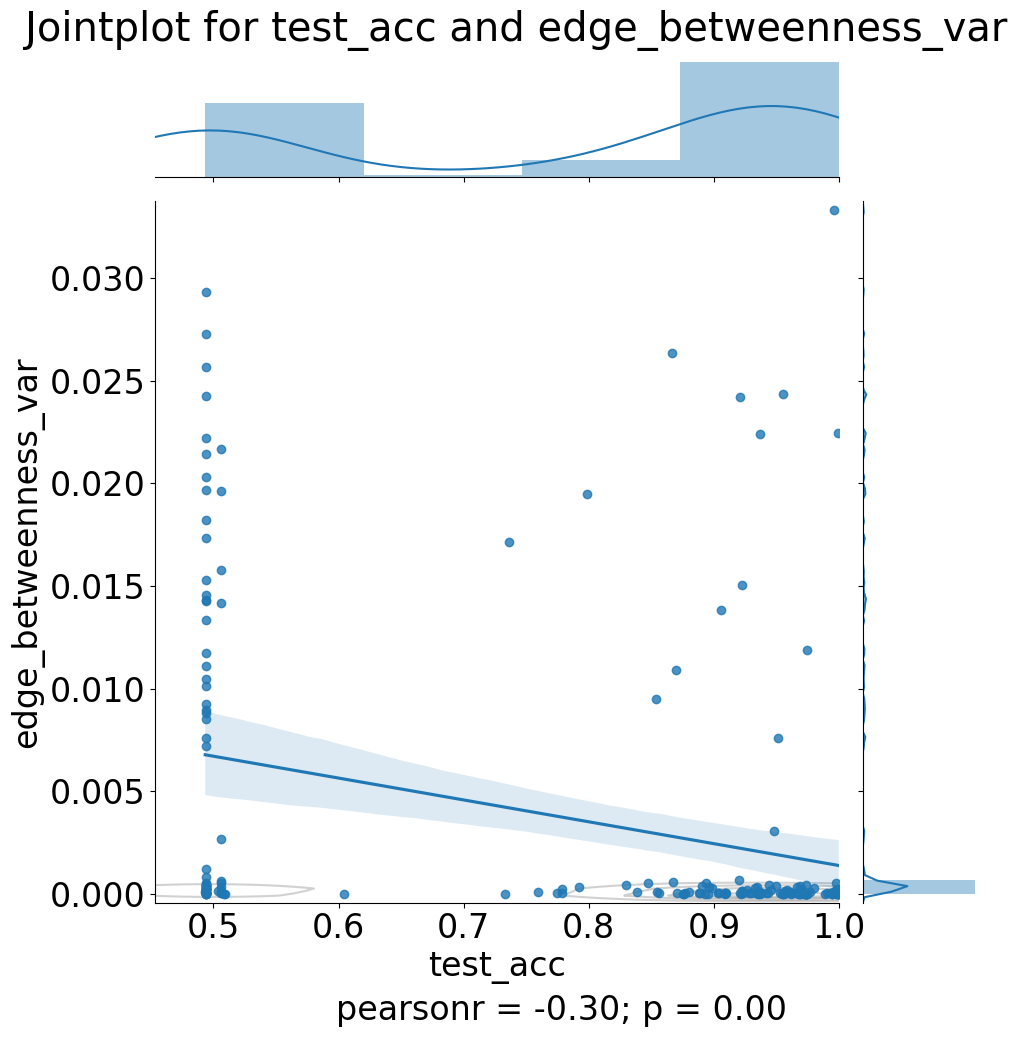 Jointplot for test_acc and edge_betweenness_var
edge_betweenness_var
0.030
0.025
0.020
0.015
0.010
0.005
0.000
0.5 0.6 0.7 0.8 0.9 1.0
test_acc
pearsonr = -0.30; p = 0.00